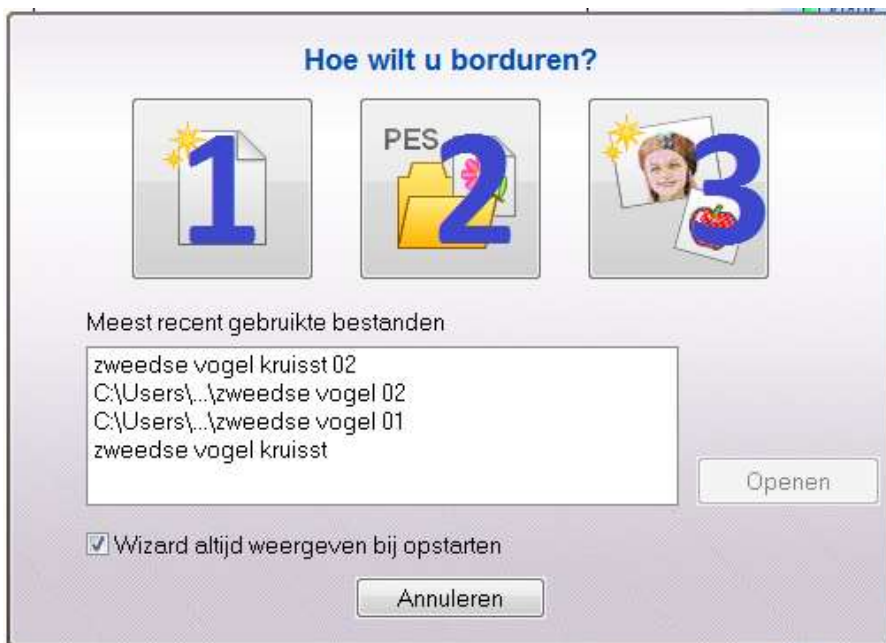 Hoe wilt u borduren?
1
PES
2
3
Meest recent gebruikte bestanden
zweedse vogel kruisst 02
C:\Users\...\zweedse vogel 02
C:\Users\...\zweedse vogel 01
zweedse vogel kruisst
Openen
Wizard altijd weergeven bij opstarten
Annuleren